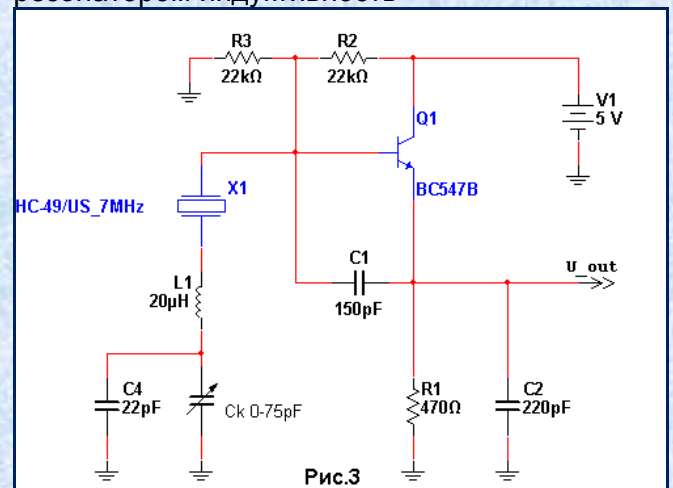 R3
22kΩ
R2
22kΩ
V1
5 V
Q1
BC547B
HC-49/US_7MHz
X1
C1
150pF
U_out
L1
20µH
C4
22pF
Ck 0-75pF
R1
470Ω
C2
220pF
Рис.3